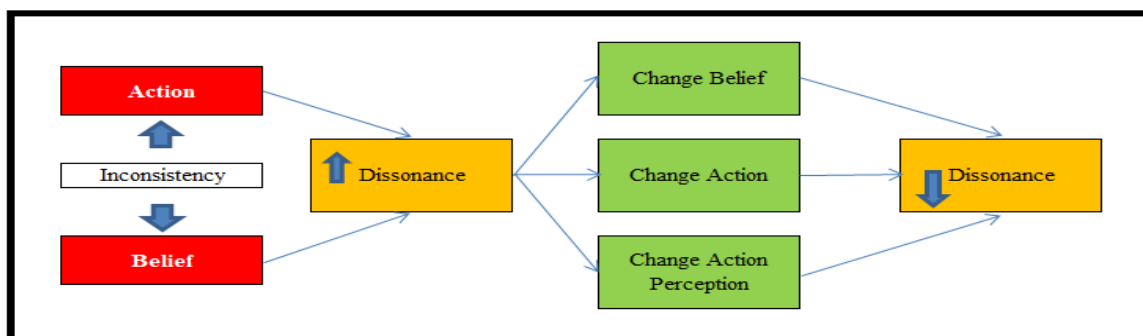 Action
Inconsistency
Belief
Dissonance
Change Belief
Change Action
Change Action
Perception
Dissonance